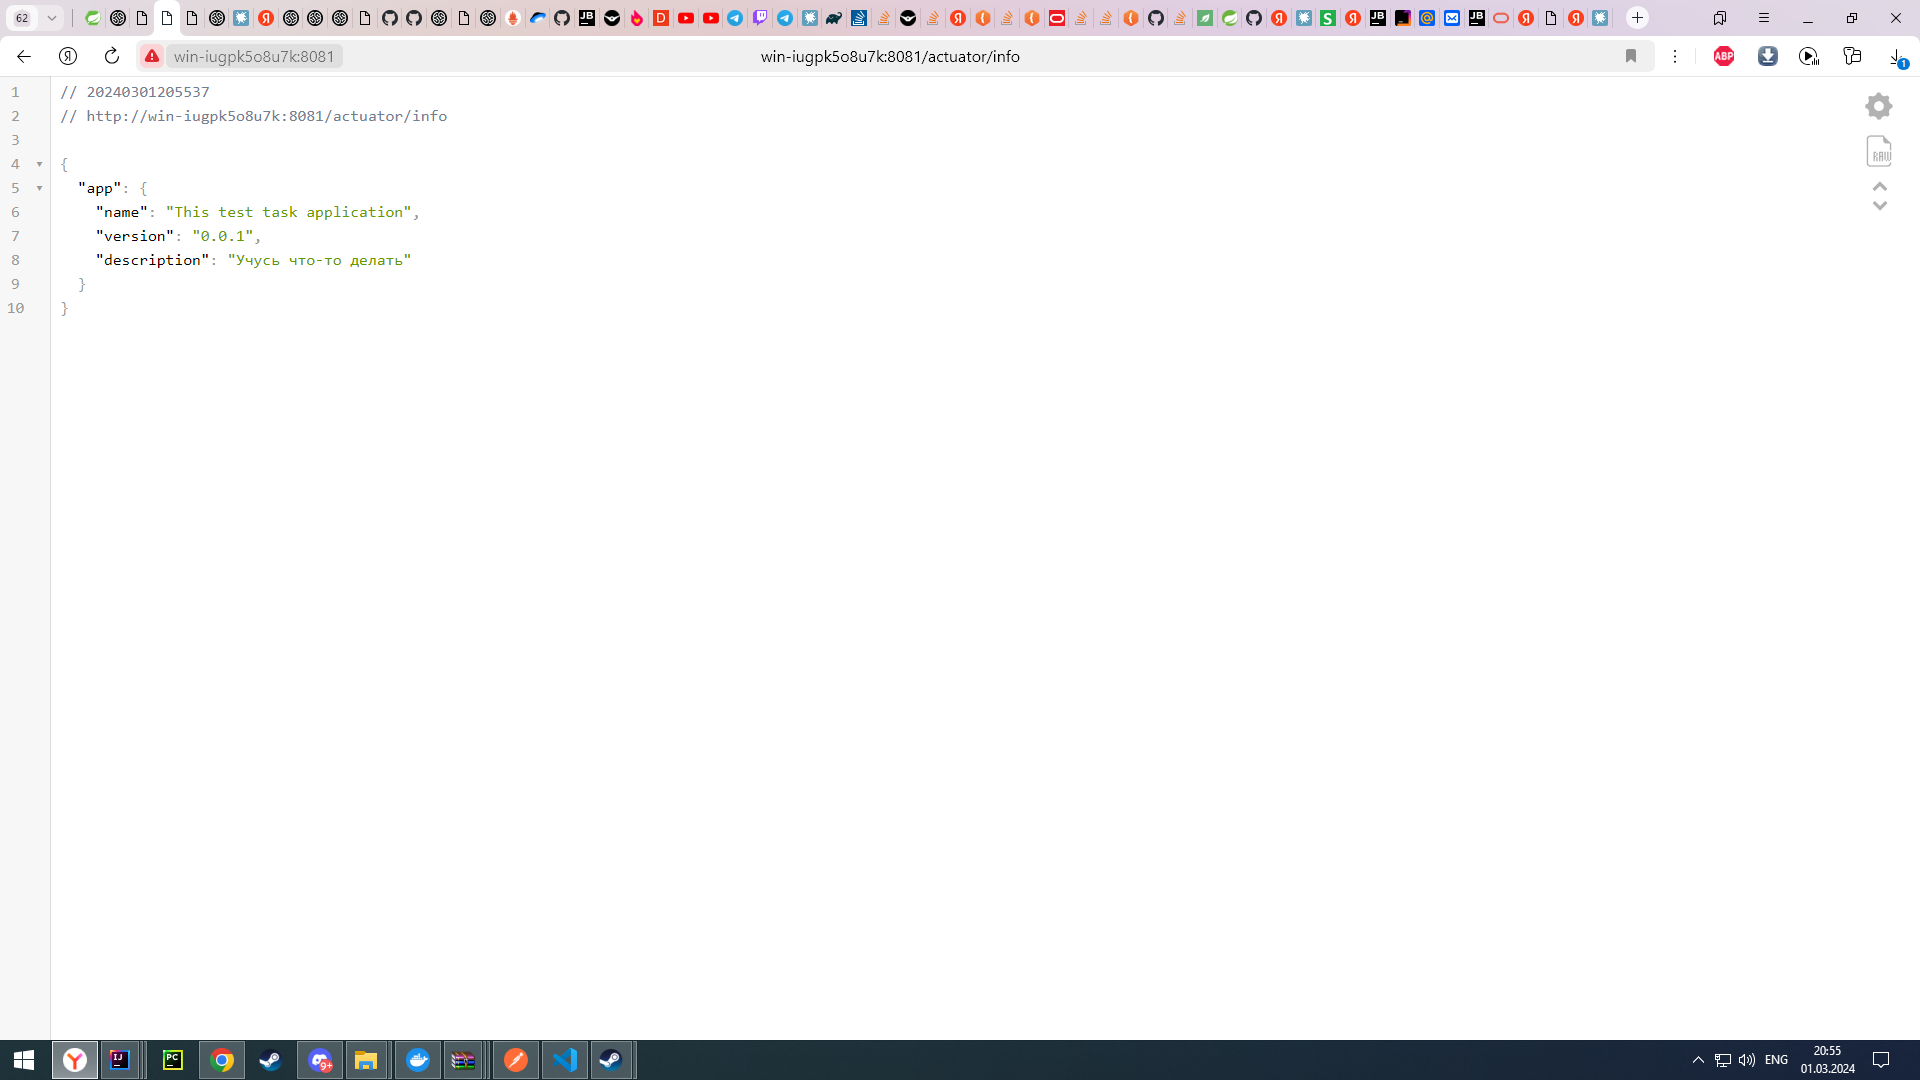 62
win-iugpk5o8u7k:8081
win-iugpk5o8u7k:8081/actuator/info
ABP
1
1 // 20240301205537
2 // http://win-iugpk5o8u7k:8081/actuator/info
3
4 {
5 "app": {
6 "name": "This test task application",
7 "version": "0.0.1",
8 "description": "Учусь что-то делать"
9 }
10 }
RAW
9+
ENG
20:55
01.03.2024